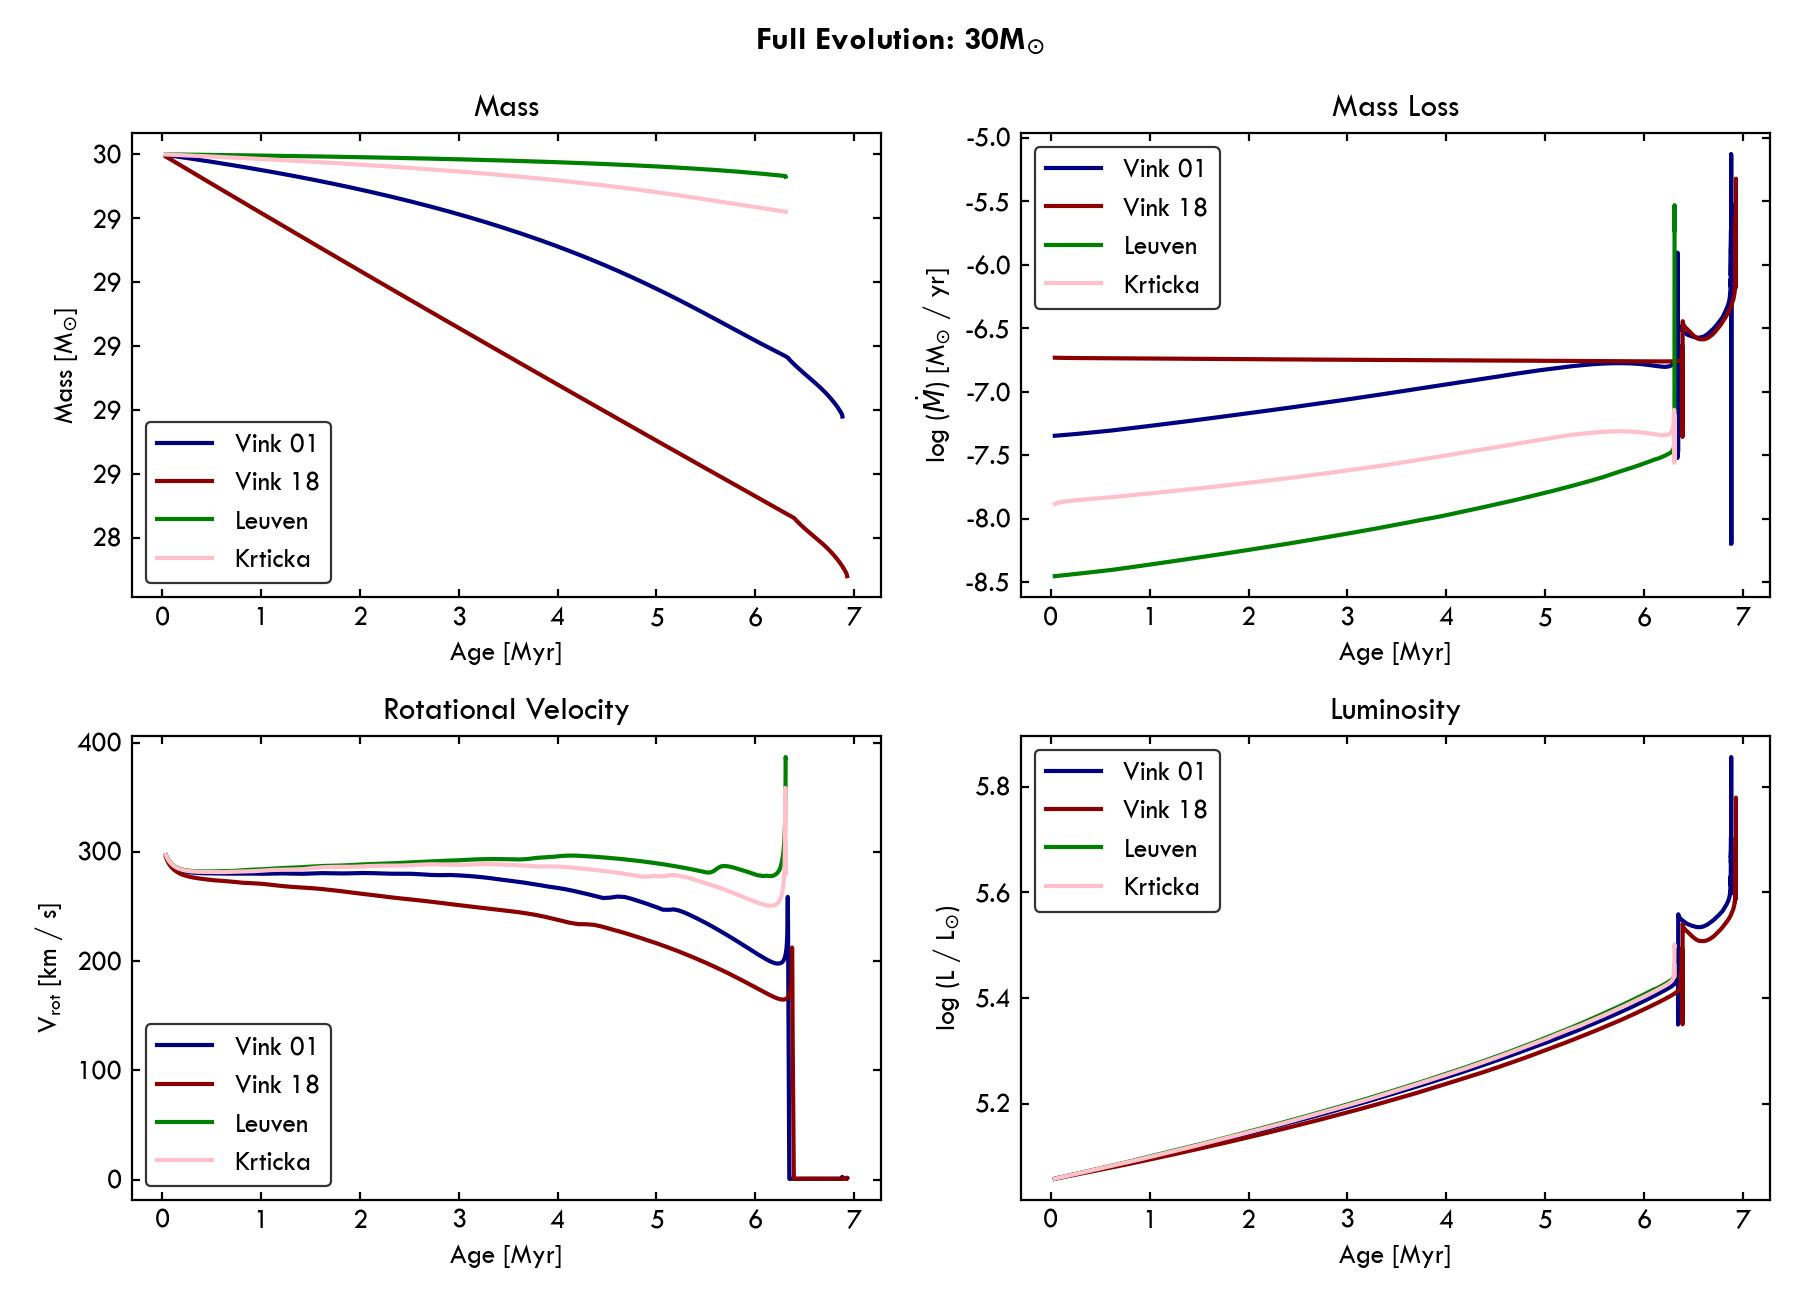 Full Evolution: 30M⊙
Mass
30
29
29
29
29
29
28
Mass [M⊙]
Vink 01
Vink 18
Leuven
Krticka
0 1 2 3 4 5 6 7
Age [Myr]
Mass Loss
-5.0
-5.5
-6.0
-6.5
-7.0
-7.5
-8.0
-8.5
log (Ṁ) [M⊙ / yr]
Vink 01
Vink 18
Leuven
Krticka
0 1 2 3 4 5 6 7
Age [Myr]
Rotational Velocity
400
300
200
100
0
Vrot [km / s]
Vink 01
Vink 18
Leuven
Krticka
0 1 2 3 4 5 6 7
Age [Myr]
Luminosity
5.8
5.6
5.4
5.2
log (L / L⊙)
Vink 01
Vink 18
Leuven
Krticka
0 1 2 3 4 5 6 7
Age [Myr]